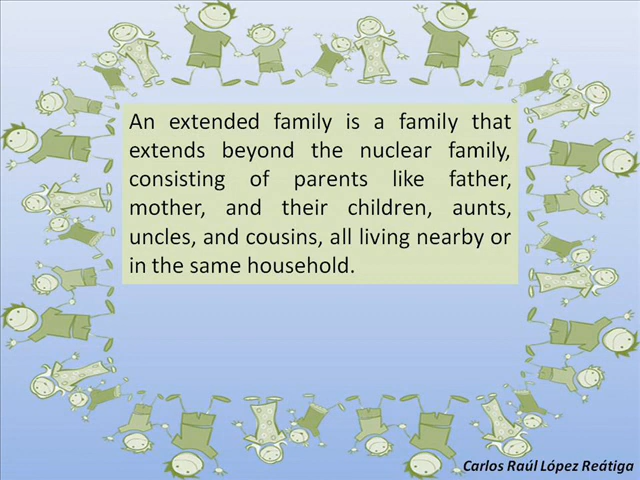 An extended family is a family that
extends beyond the nuclear family,
consisting of parents like father,
mother, and their children, aunts,
uncles, and cousins, all living nearby or
in the same household.
Carlos Raúl López Reátiga